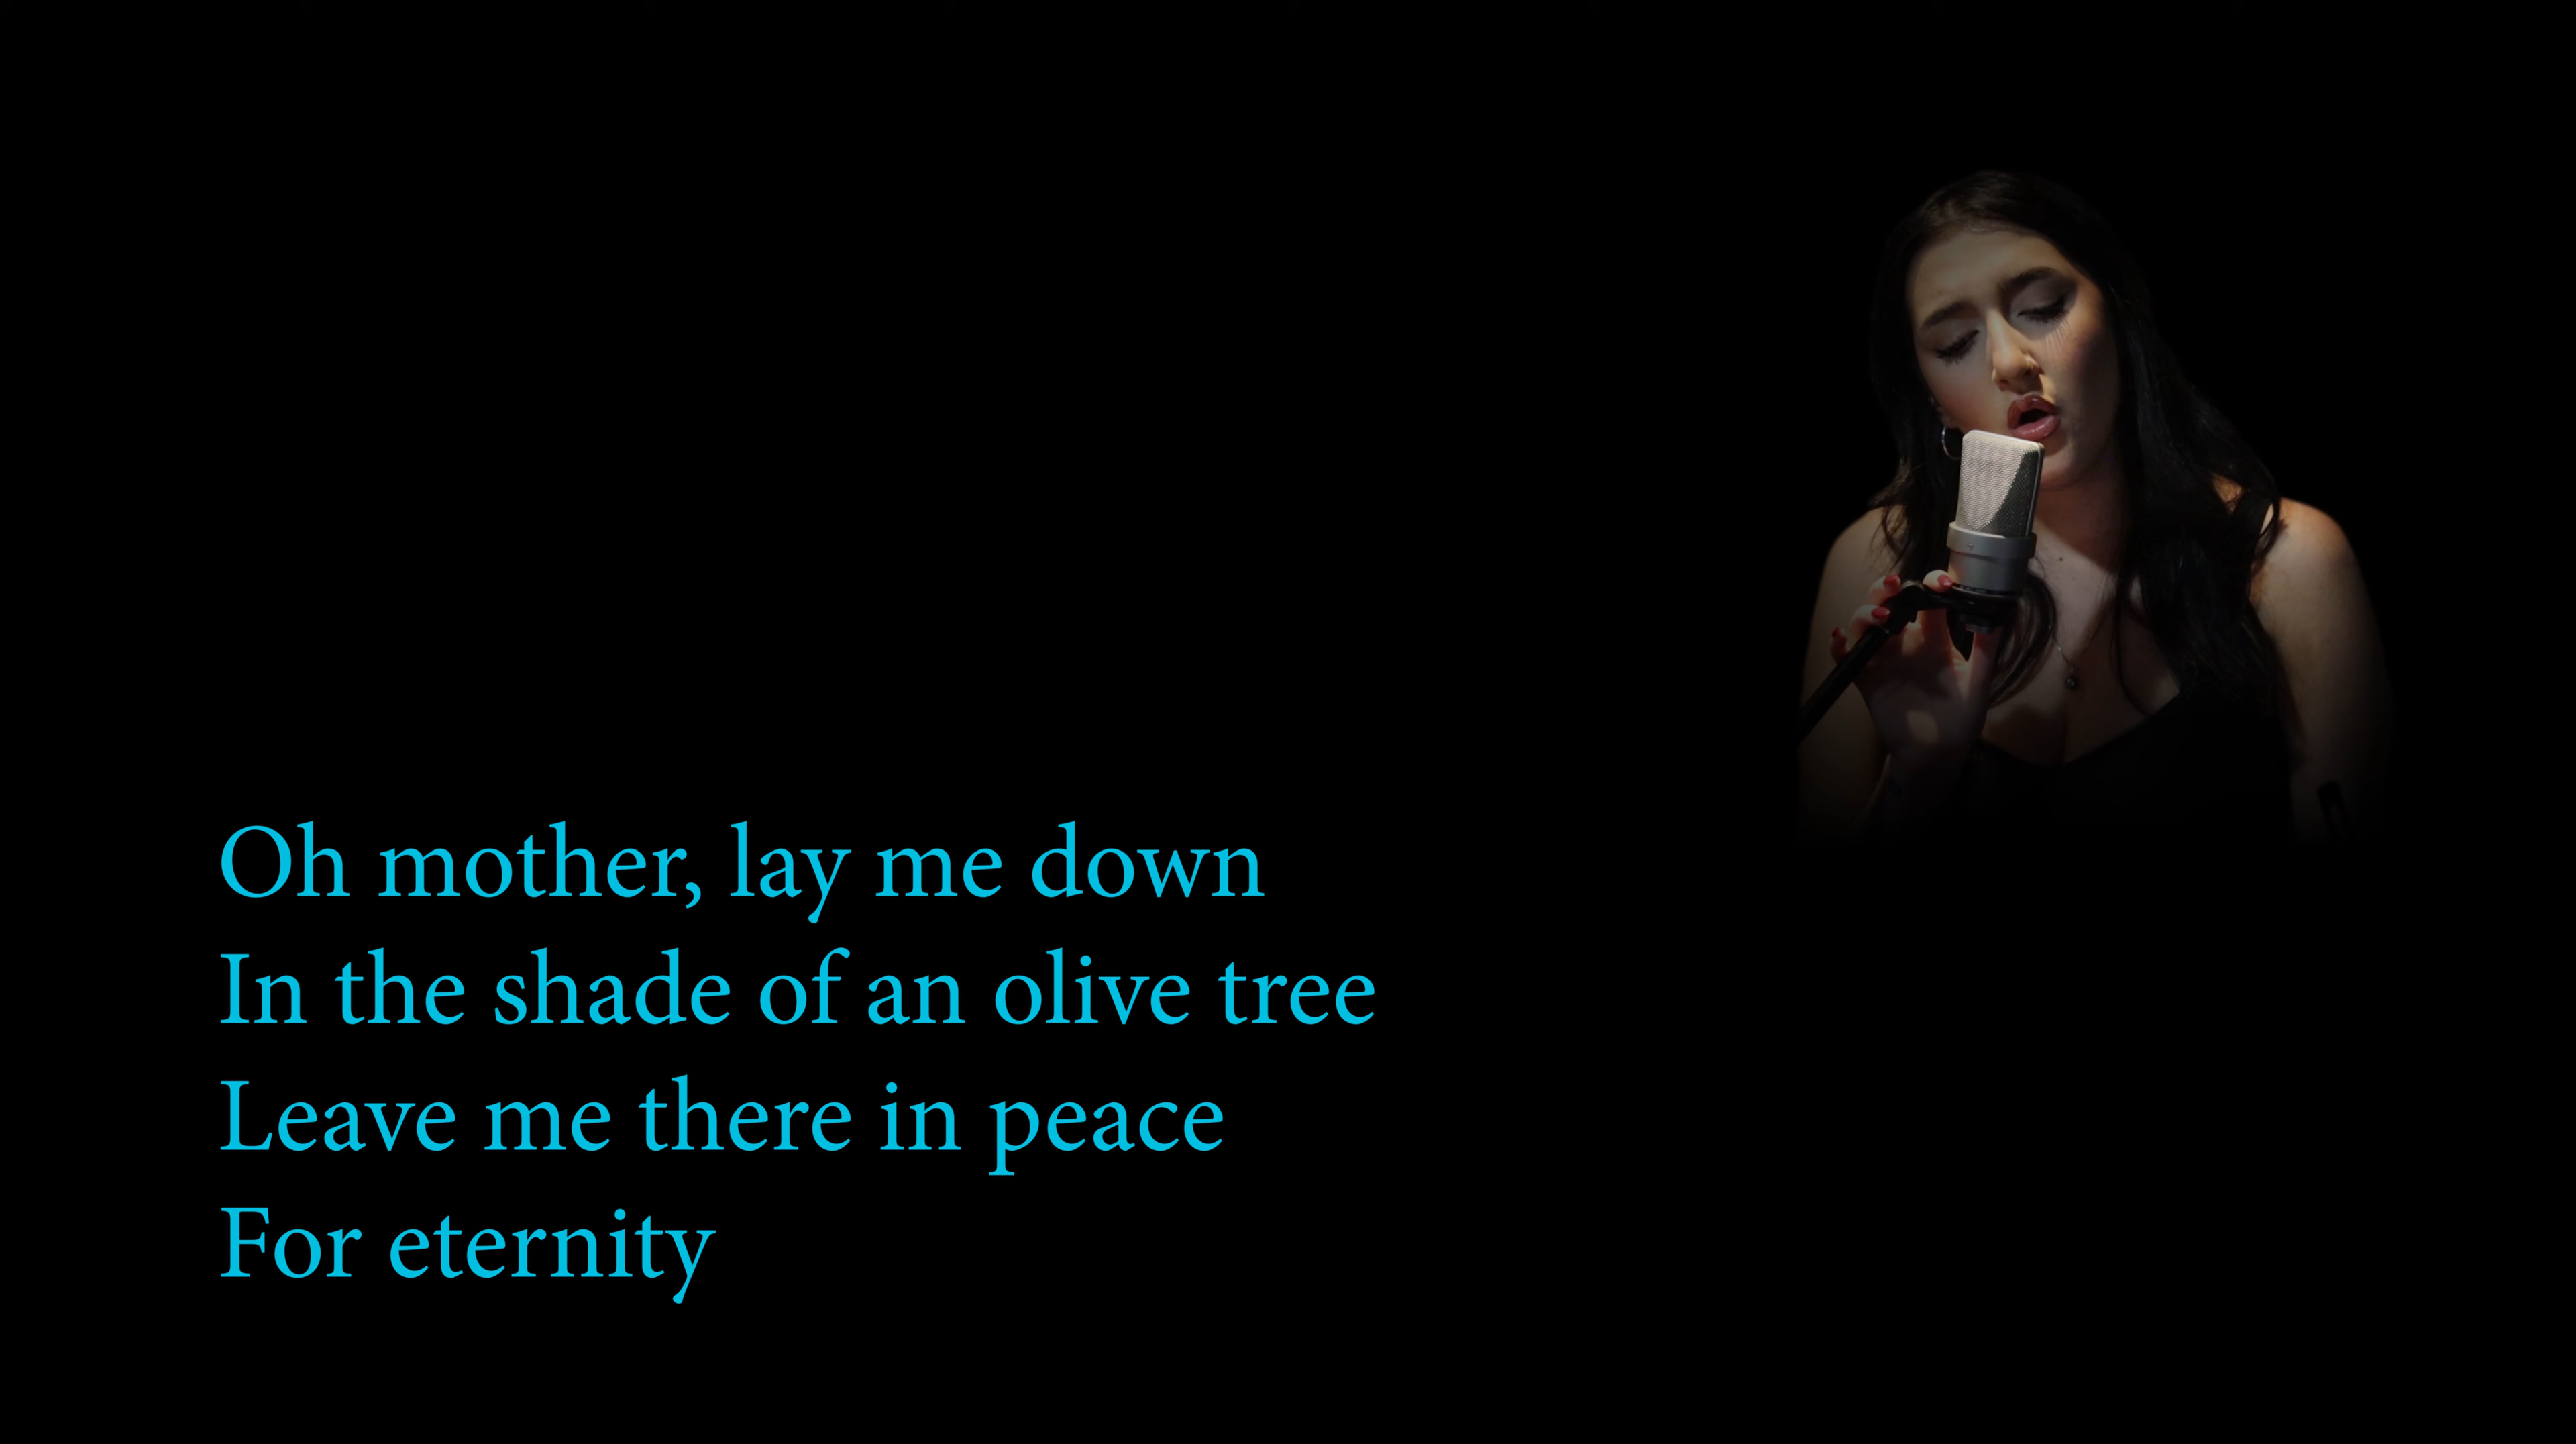 Oh mother, lay me down
In the shade of an olive tree
Leave me there in peace
For eternity